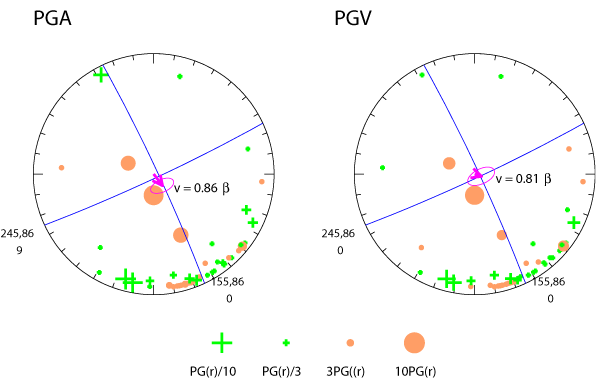 PGA
PGV
v = 0.86 β
v = 0.81 β
245,86
9
155,86
0
245,86
0
155,86
0
PG(r)/10
PG(r)/3
3PG((r)
10PG(r)